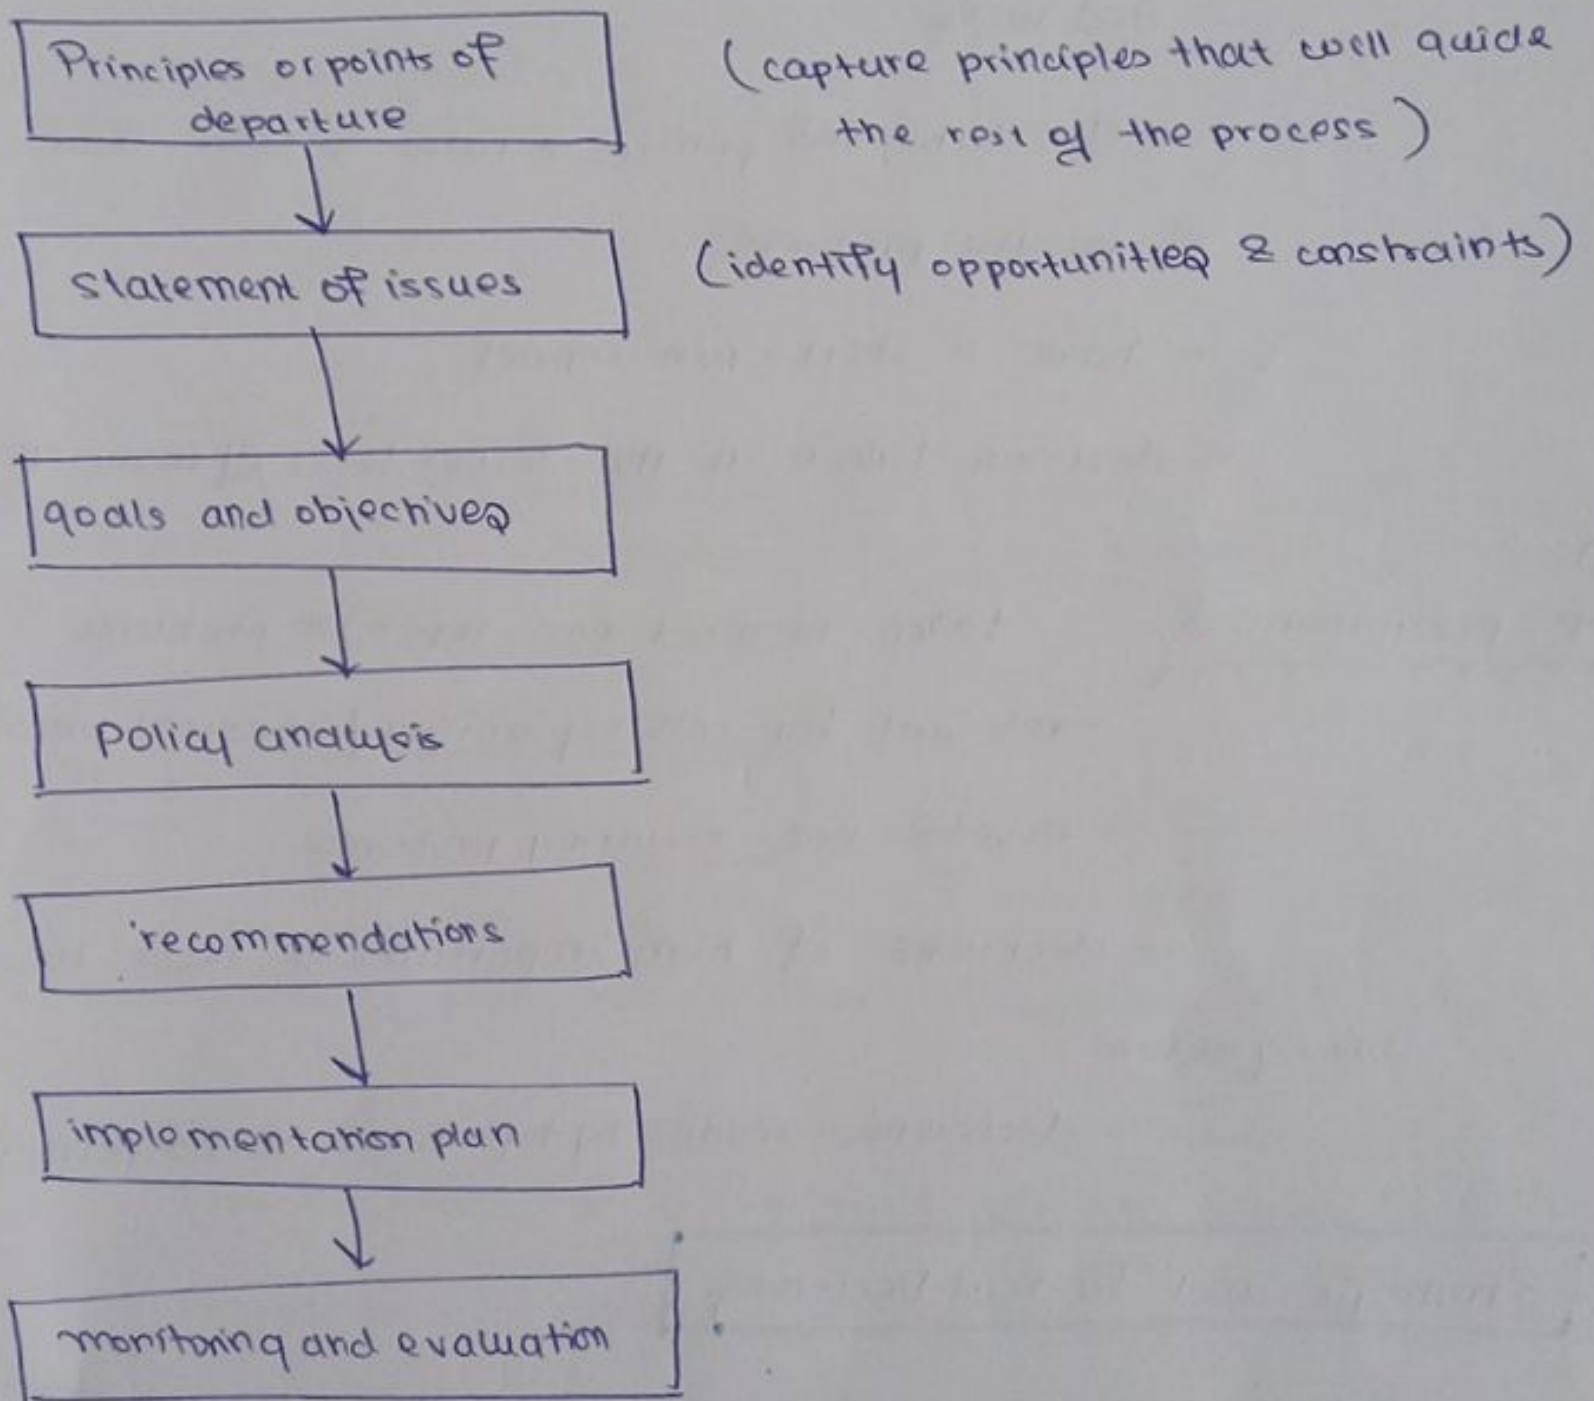 Principles or points of
departure
(capture principles that will guide
the rest of the process)
statement of issues
(identify opportunities & constraints)
goals and objectives
policy analysis
recommendations
implementation plan
monitoring and evaluation